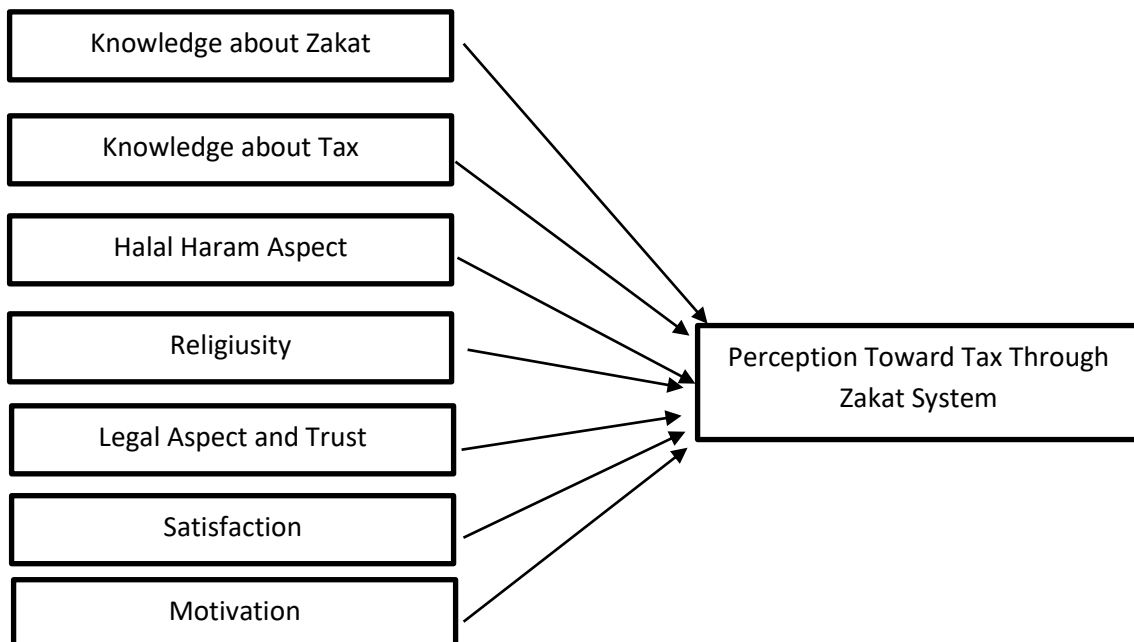 Knowledge about Zakat
Knowledge about Tax
Halal Haram Aspect
Religiusity
Legal Aspect and Trust
Satisfaction
Motivation
Perception Toward Tax Through
Zakat System